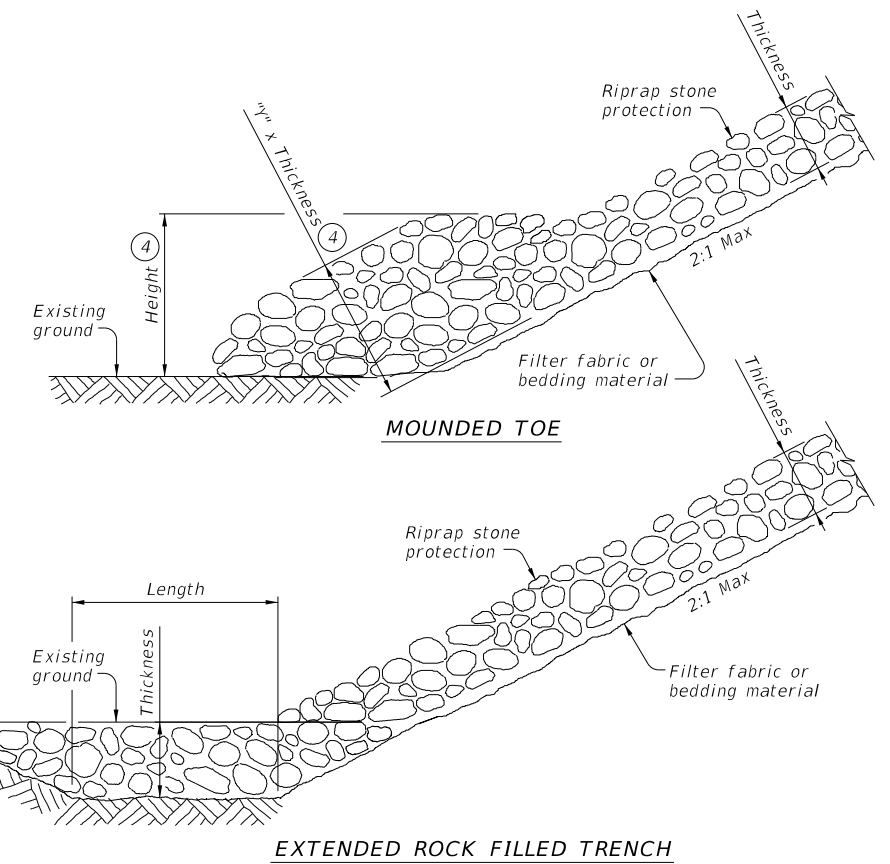 Thickness
Riprap stone
protection
"Y" x Thickness
4
4
Height
2:1 Max
Existing
ground
Filter fabric or
bedding material
MOUNDED TOE
Thickness
Riprap stone
protection
Length
2:1 Max
Thickness
Existing
ground
Filter fabric or
bedding material
EXTENDED ROCK FILLED TRENCH